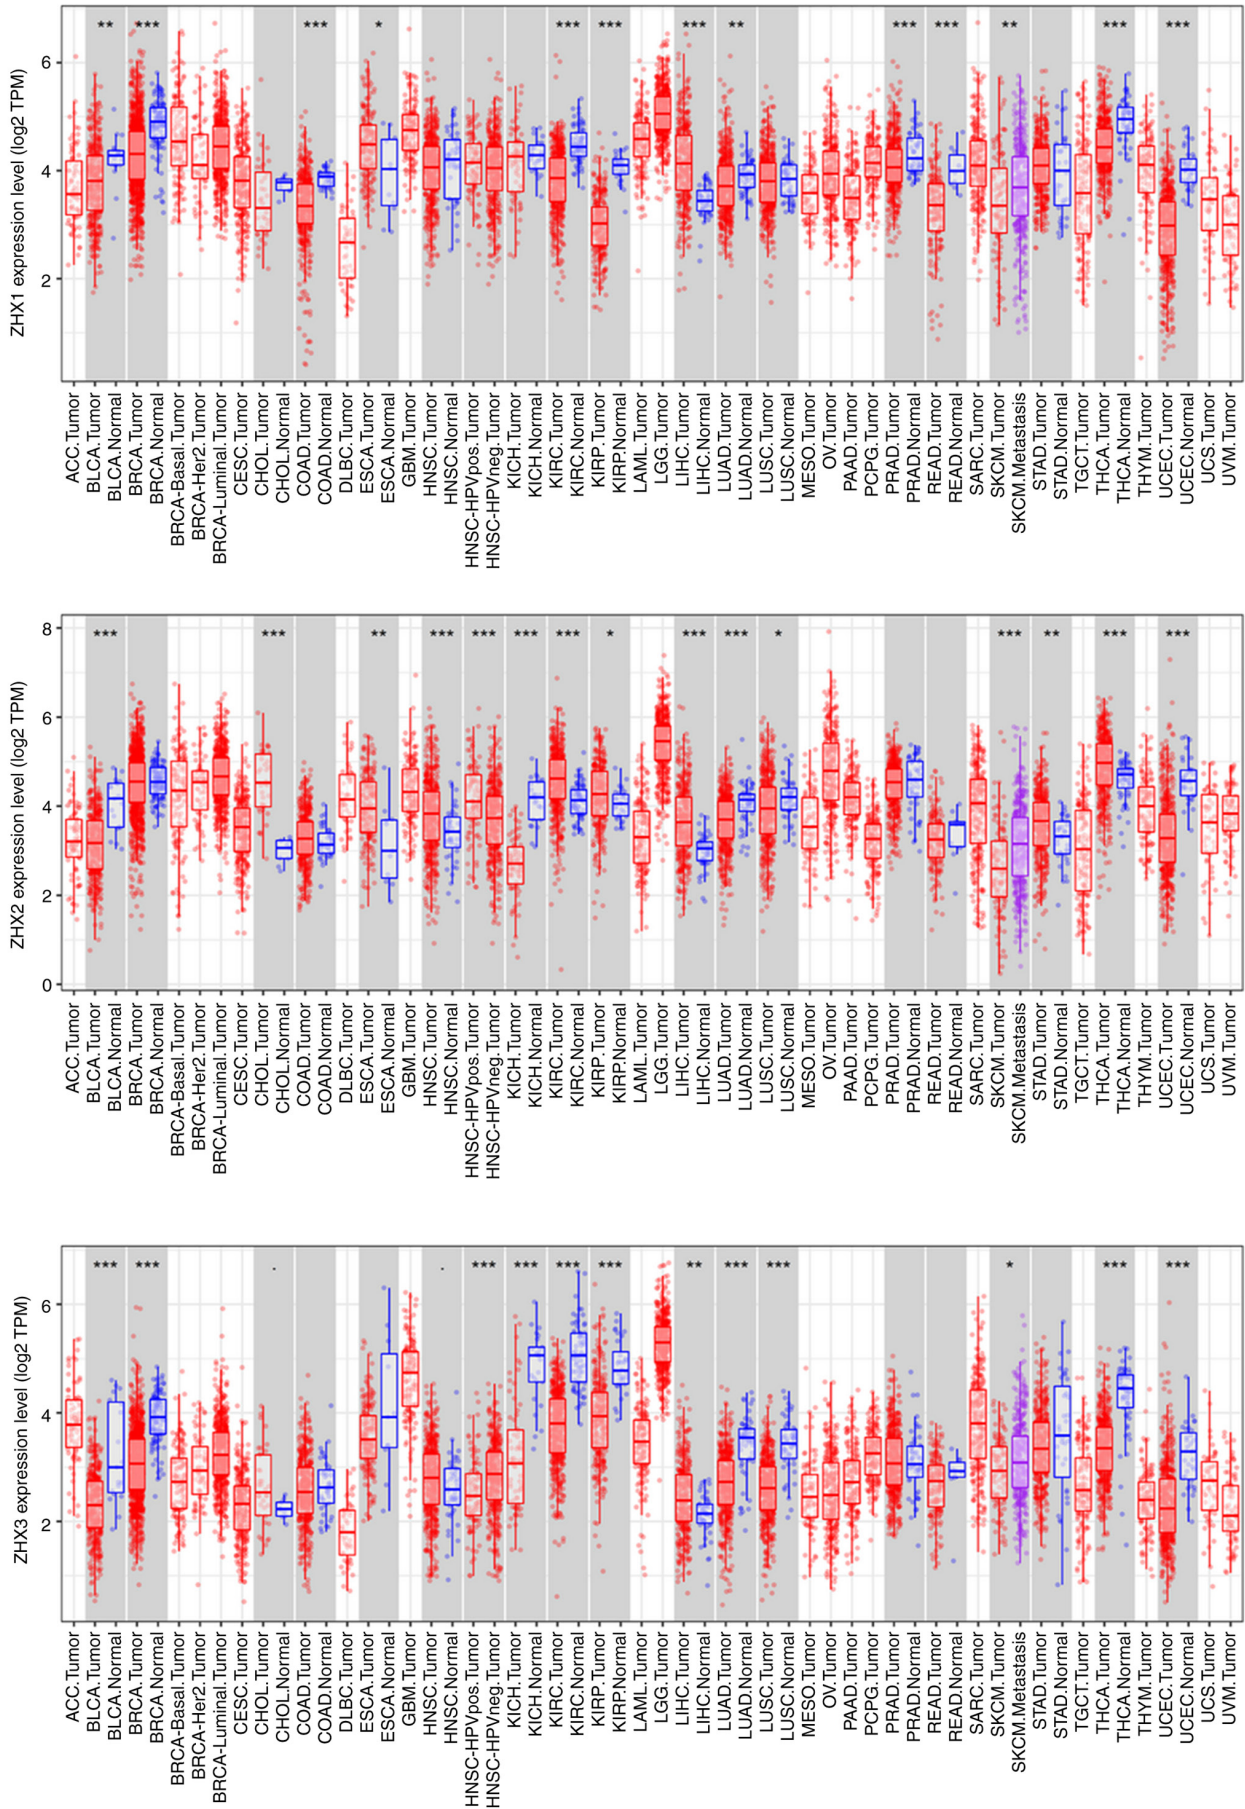 ** *** *** * *** *** *** ** *** *** ** *** ***
ZHX1 expression level (log2 TPM)
6
4
2
ACC.Tumor
BLCA.Tumor
BLCA.Normal
BRCA.Tumor
BRCA.Normal
BRCA-Basal.Tumor
BRCA-Her2.Tumor
BRCA-Luminal.Tumor
CESC.Tumor
CHOL.Tumor
CHOL.Normal
COAD.Tumor
COAD.Normal
DLBC.Tumor
ESCA.Tumor
ESCA.Normal
GBM.Tumor
HNSC.Tumor
HNSC.Normal
HNSC-HPVpos.Tumor
HNSC-HPVneg.Tumor
KICH.Tumor
KICH.Normal
KIRC.Tumor
KIRC.Normal
KIRP.Tumor
KIRP.Normal
LAML.Tumor
LGG.Tumor
LIHC.Tumor
LIHC.Normal
LUAD.Tumor
LUAD.Normal
LUSC.Tumor
LUSC.Normal
MESO.Tumor
OV.Tumor
PAAD.Tumor
PCPG.Tumor
PRAD.Tumor
PRAD.Normal
READ.Tumor
READ.Normal
SARC.Tumor
SKCM.Tumor
SKCM.Metastasis
STAD.Tumor
STAD.Normal
TGCT.Tumor
THCA.Tumor
THCA.Normal
THYM.Tumor
UCEC.Tumor
UCEC.Normal
UCS.Tumor
UVM.Tumor
*** *** ** *** *** *** *** * *** *** * *** ** *** ***
ZHX2 expression level (log2 TPM)
8
6
4
2
0
ACC.Tumor
BLCA.Tumor
BLCA.Normal
BRCA.Tumor
BRCA.Normal
BRCA-Basal.Tumor
BRCA-Her2.Tumor
BRCA-Luminal.Tumor
CESC.Tumor
CHOL.Tumor
CHOL.Normal
COAD.Tumor
COAD.Normal
DLBC.Tumor
ESCA.Tumor
ESCA.Normal
GBM.Tumor
HNSC.Tumor
HNSC.Normal
HNSC-HPVpos.Tumor
HNSC-HPVneg.Tumor
KICH.Tumor
KICH.Normal
KIRC.Tumor
KIRC.Normal
KIRP.Tumor
KIRP.Normal
LAML.Tumor
LGG.Tumor
LIHC.Tumor
LIHC.Normal
LUAD.Tumor
LUAD.Normal
LUSC.Tumor
LUSC.Normal
MESO.Tumor
OV.Tumor
PAAD.Tumor
PCPG.Tumor
PRAD.Tumor
PRAD.Normal
READ.Tumor
READ.Normal
SARC.Tumor
SKCM.Tumor
SKCM.Metastasis
STAD.Tumor
STAD.Normal
TGCT.Tumor
THCA.Tumor
THCA.Normal
THYM.Tumor
UCEC.Tumor
UCEC.Normal
UCS.Tumor
UVM.Tumor
*** *** . . *** *** *** *** ** *** *** * *** ***
ZHX3 expression level (log2 TPM)
6
4
2
ACC.Tumor
BLCA.Tumor
BLCA.Normal
BRCA.Tumor
BRCA.Normal
BRCA-Basal.Tumor
BRCA-Her2.Tumor
BRCA-Luminal.Tumor
CESC.Tumor
CHOL.Tumor
CHOL.Normal
COAD.Tumor
COAD.Normal
DLBC.Tumor
ESCA.Tumor
ESCA.Normal
GBM.Tumor
HNSC.Tumor
HNSC.Normal
HNSC-HPVpos.Tumor
HNSC-HPVneg.Tumor
KICH.Tumor
KICH.Normal
KIRC.Tumor
KIRC.Normal
KIRP.Tumor
KIRP.Normal
LAML.Tumor
LGG.Tumor
LIHC.Tumor
LIHC.Normal
LUAD.Tumor
LUAD.Normal
LUSC.Tumor
LUSC.Normal
MESO.Tumor
OV.Tumor
PAAD.Tumor
PCPG.Tumor
PRAD.Tumor
PRAD.Normal
READ.Tumor
READ.Normal
SARC.Tumor
SKCM.Tumor
SKCM.Metastasis
STAD.Tumor
STAD.Normal
TGCT.Tumor
THCA.Tumor
THCA.Normal
THYM.Tumor
UCEC.Tumor
UCEC.Normal
UCS.Tumor
UVM.Tumor